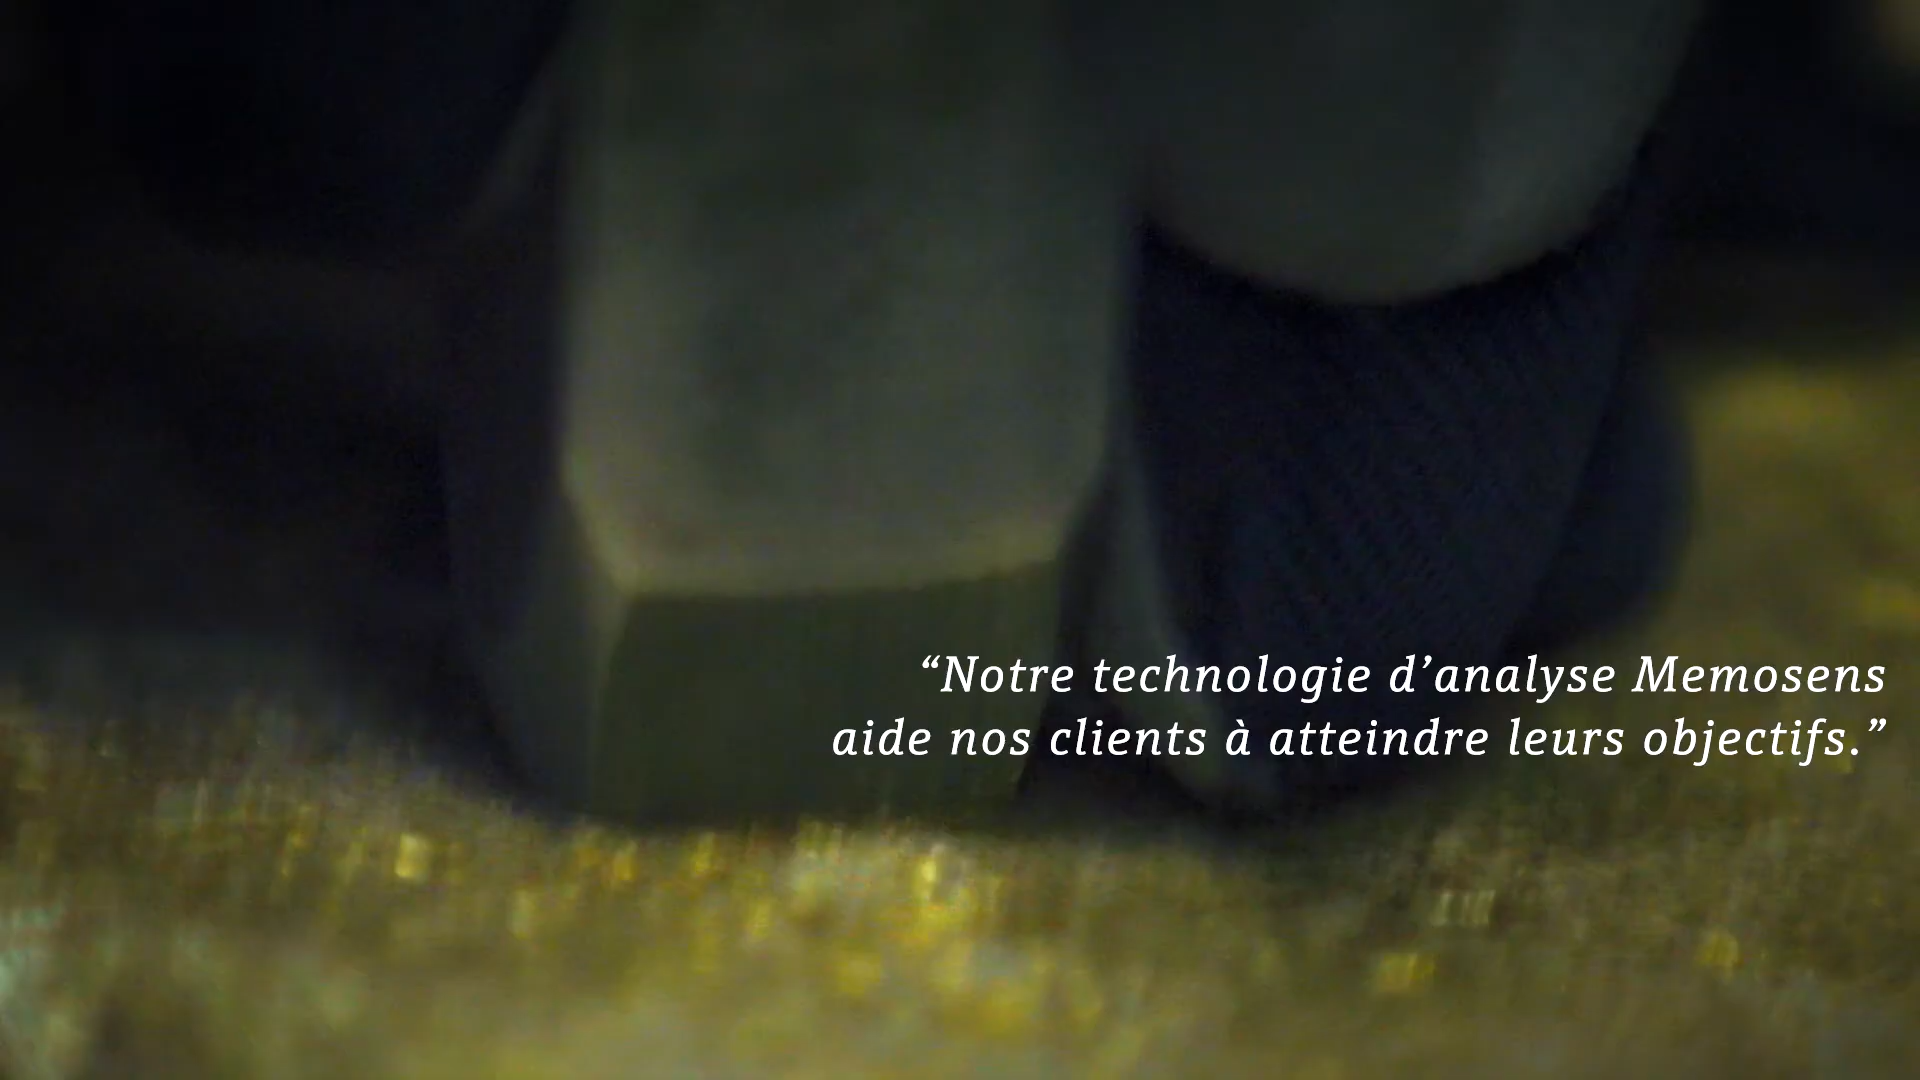 “Notre technologie d’analyse Memosens
aide nos clients à atteindre leurs objectifs.”